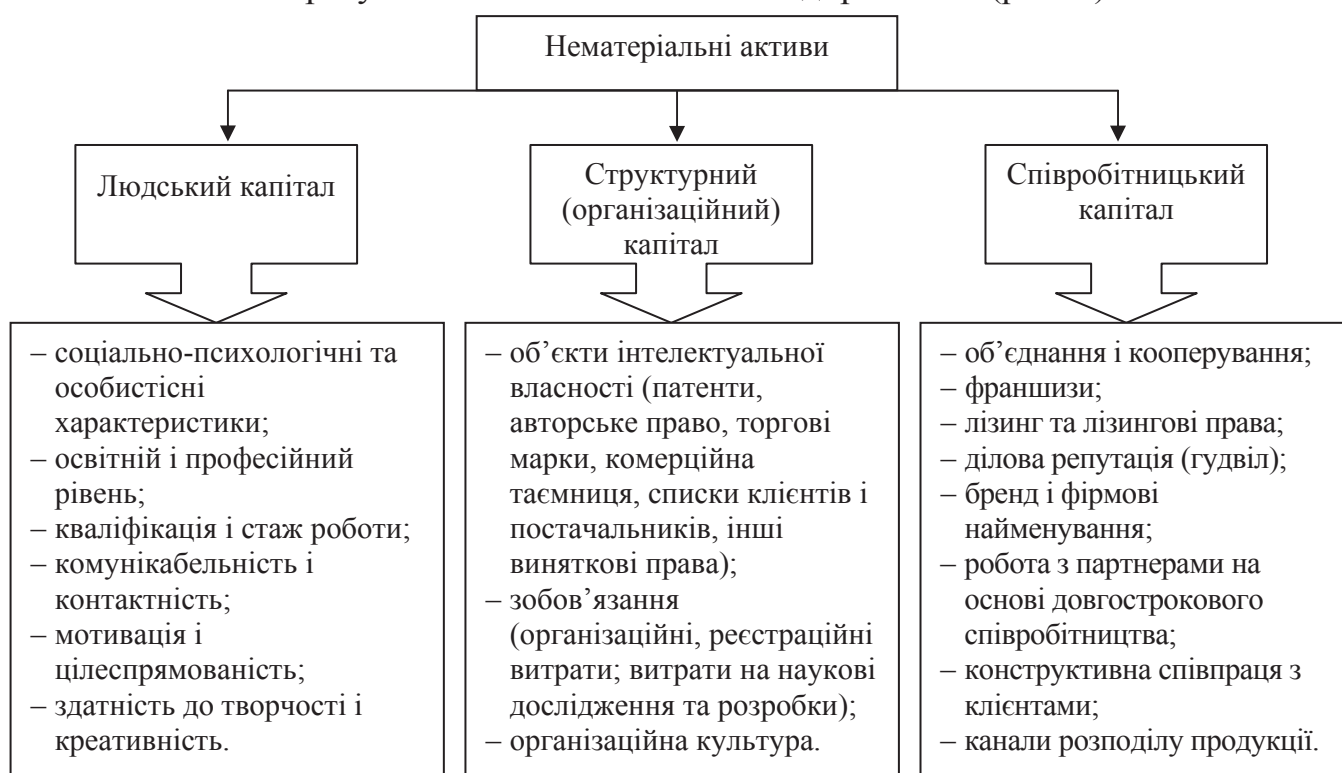 Нематеріальні активи
Людський капітал
Структурний
(організаційний)
капітал
Співробітницький
капітал
– соціально-психологічні та
особистісні
характеристики;
– освітній і професійний
рівень;
– кваліфікація і стаж роботи;
– комунікабельність і
контактність;
– мотивація і
цілеспрямованість;
– здатність до творчості і
креативність.
– об’єкти інтелектуальної
власності (патенти,
авторське право, торгові
марки, комерційна
таємниця, списки клієнтів і
постачальників, інші
виняткові права);
– зобов’язання
(організаційні, реєстраційні
витрати; витрати на наукові
дослідження та розробки);
– організаційна культура.
– об’єднання і кооперування;
– франшизи;
– лізинг та лізингові права;
– ділова репутація (гудвіл);
– бренд і фірмові
найменування;
– робота з партнерами на
основі довгострокового
співробітництва;
– конструктивна співпраця з
клієнтами;
– канали розподілу продукції.